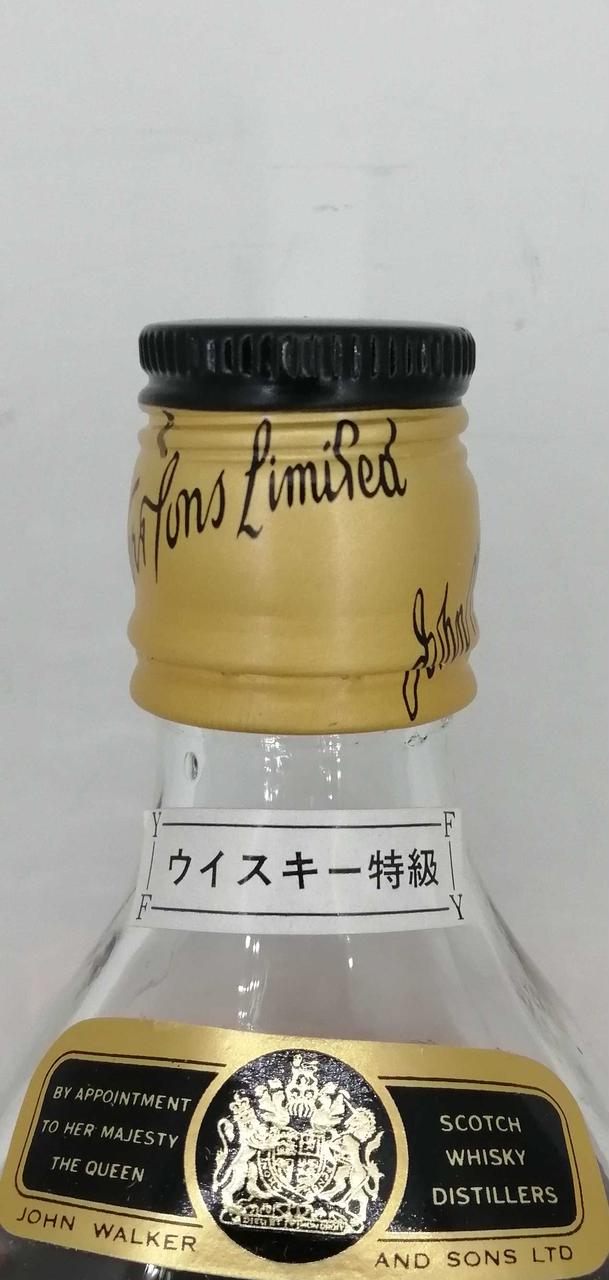 Sons Limited
John
Y F
ウイスキー特級
F Y
BY APPOINTMENT
TO HER MAJESTY
THE QUEEN
SCOTCH
WHISKY
DISTILLERS
JOHN WALKER AND SONS LTD